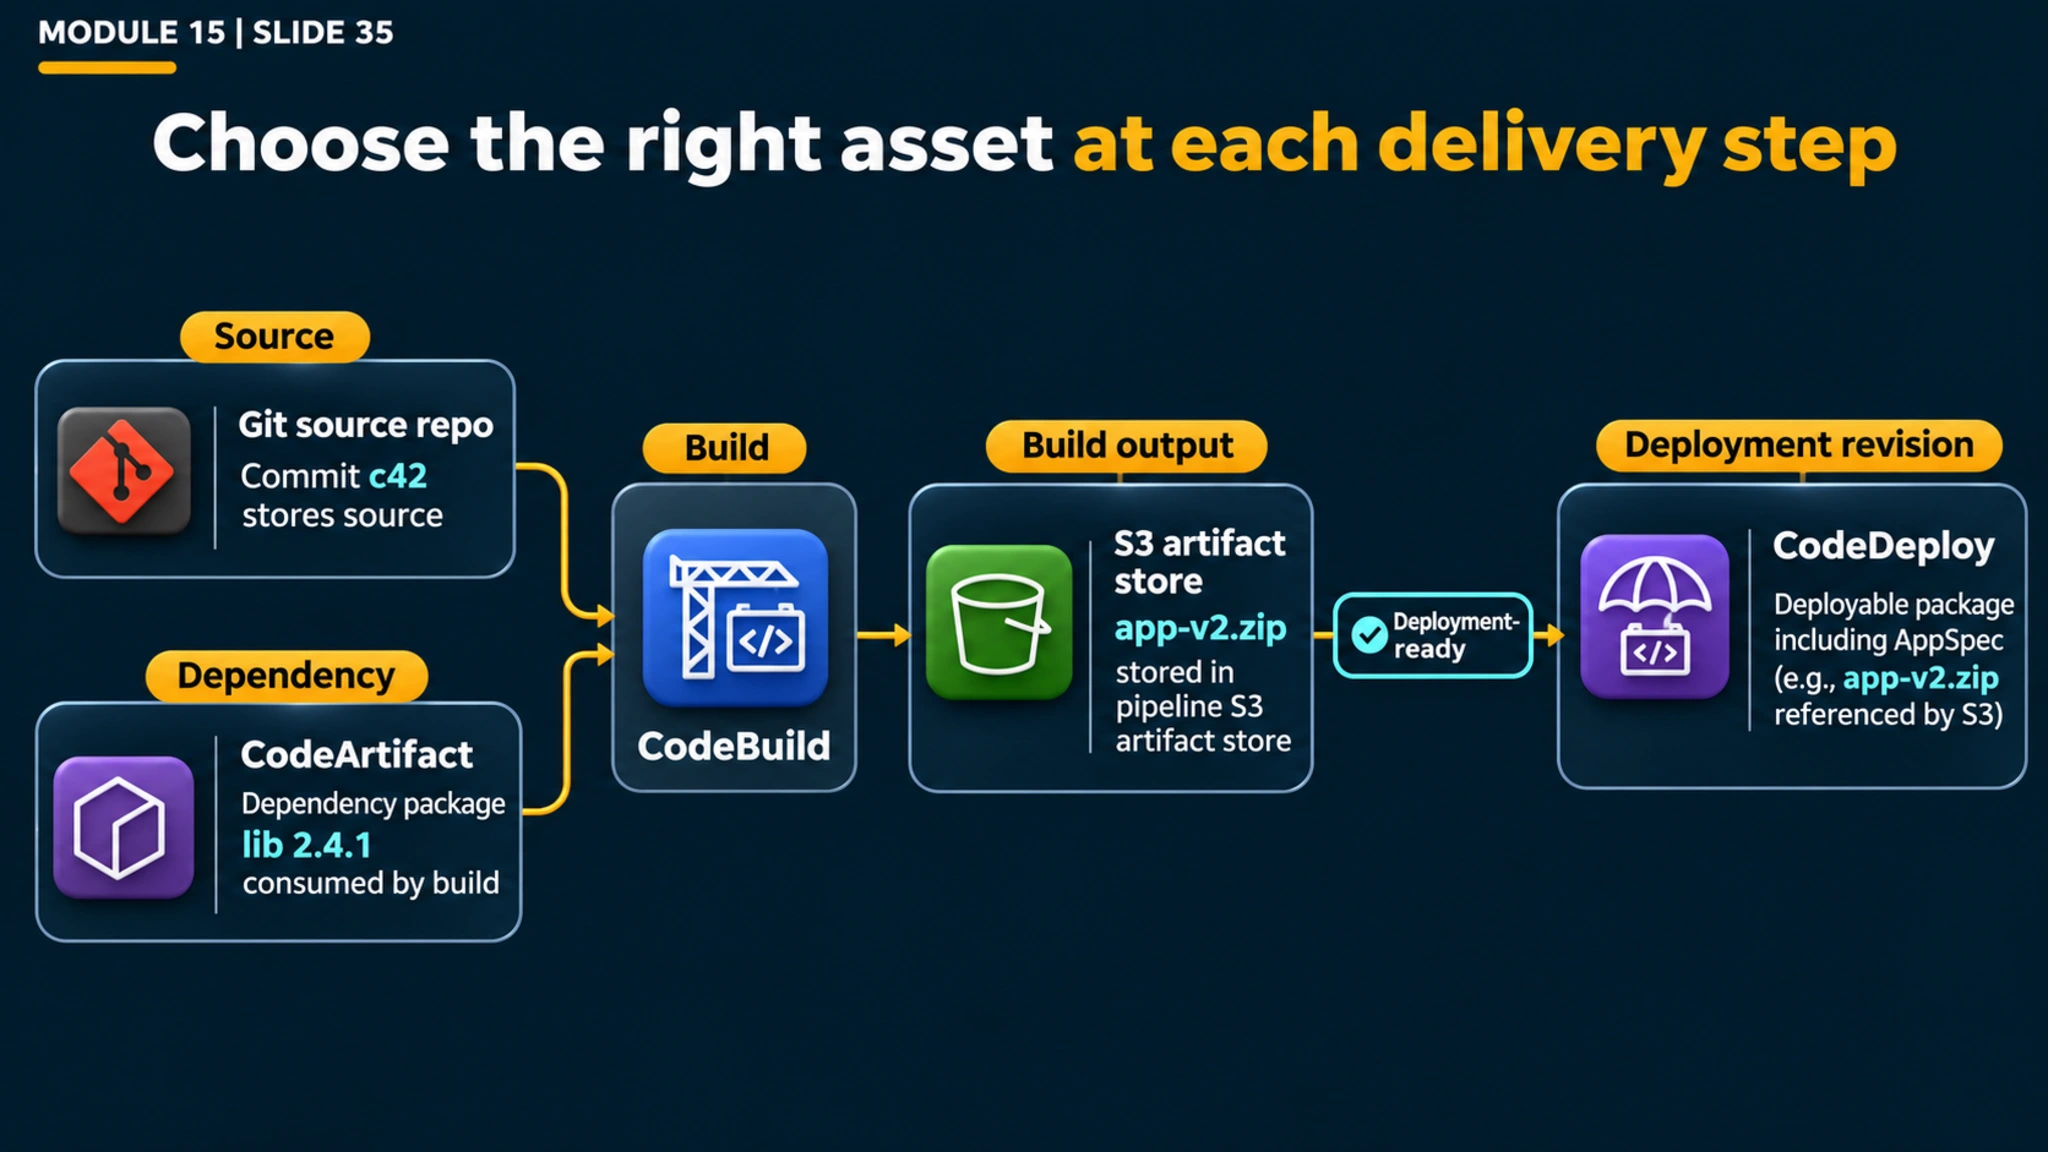 MODULE 15 | SLIDE 35
Choose the right asset at each delivery step
Source
Git source repo
Commit c42
stores source
Dependency
CodeArtifact
Dependency package
lib 2.4.1
consumed by build
Build
</>
CodeBuild
Build output
S3 artifact
store
app-v2.zip
stored in
pipeline S3
artifact store
Deployment-
ready
Deployment revision
</>
CodeDeploy
Deployable package
including AppSpec
(e.g., app-v2.zip
referenced by S3)